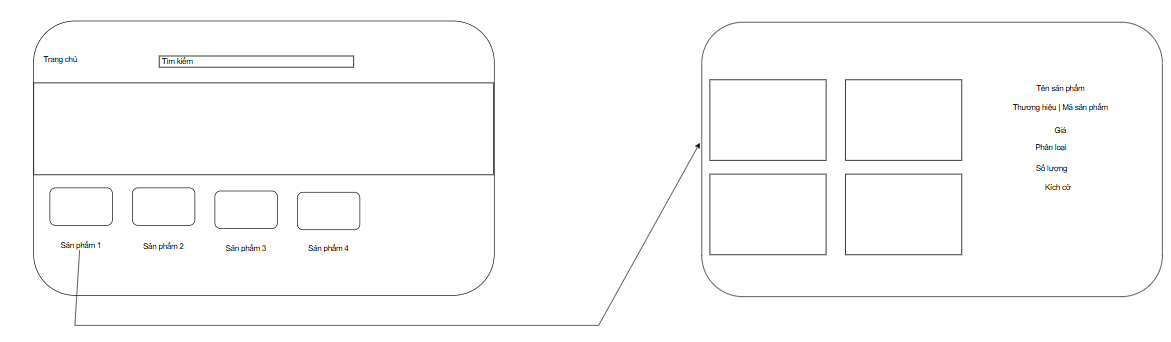 Trang chủ
Tìm kiếm
Sản phẩm 1
Sản phẩm 2
Sản phẩm 3
Sản phẩm 4
Tên sản phẩm
Thương hiệu | Mã sản phẩm
Giá
Phân loại
Số lượng
Kích cỡ